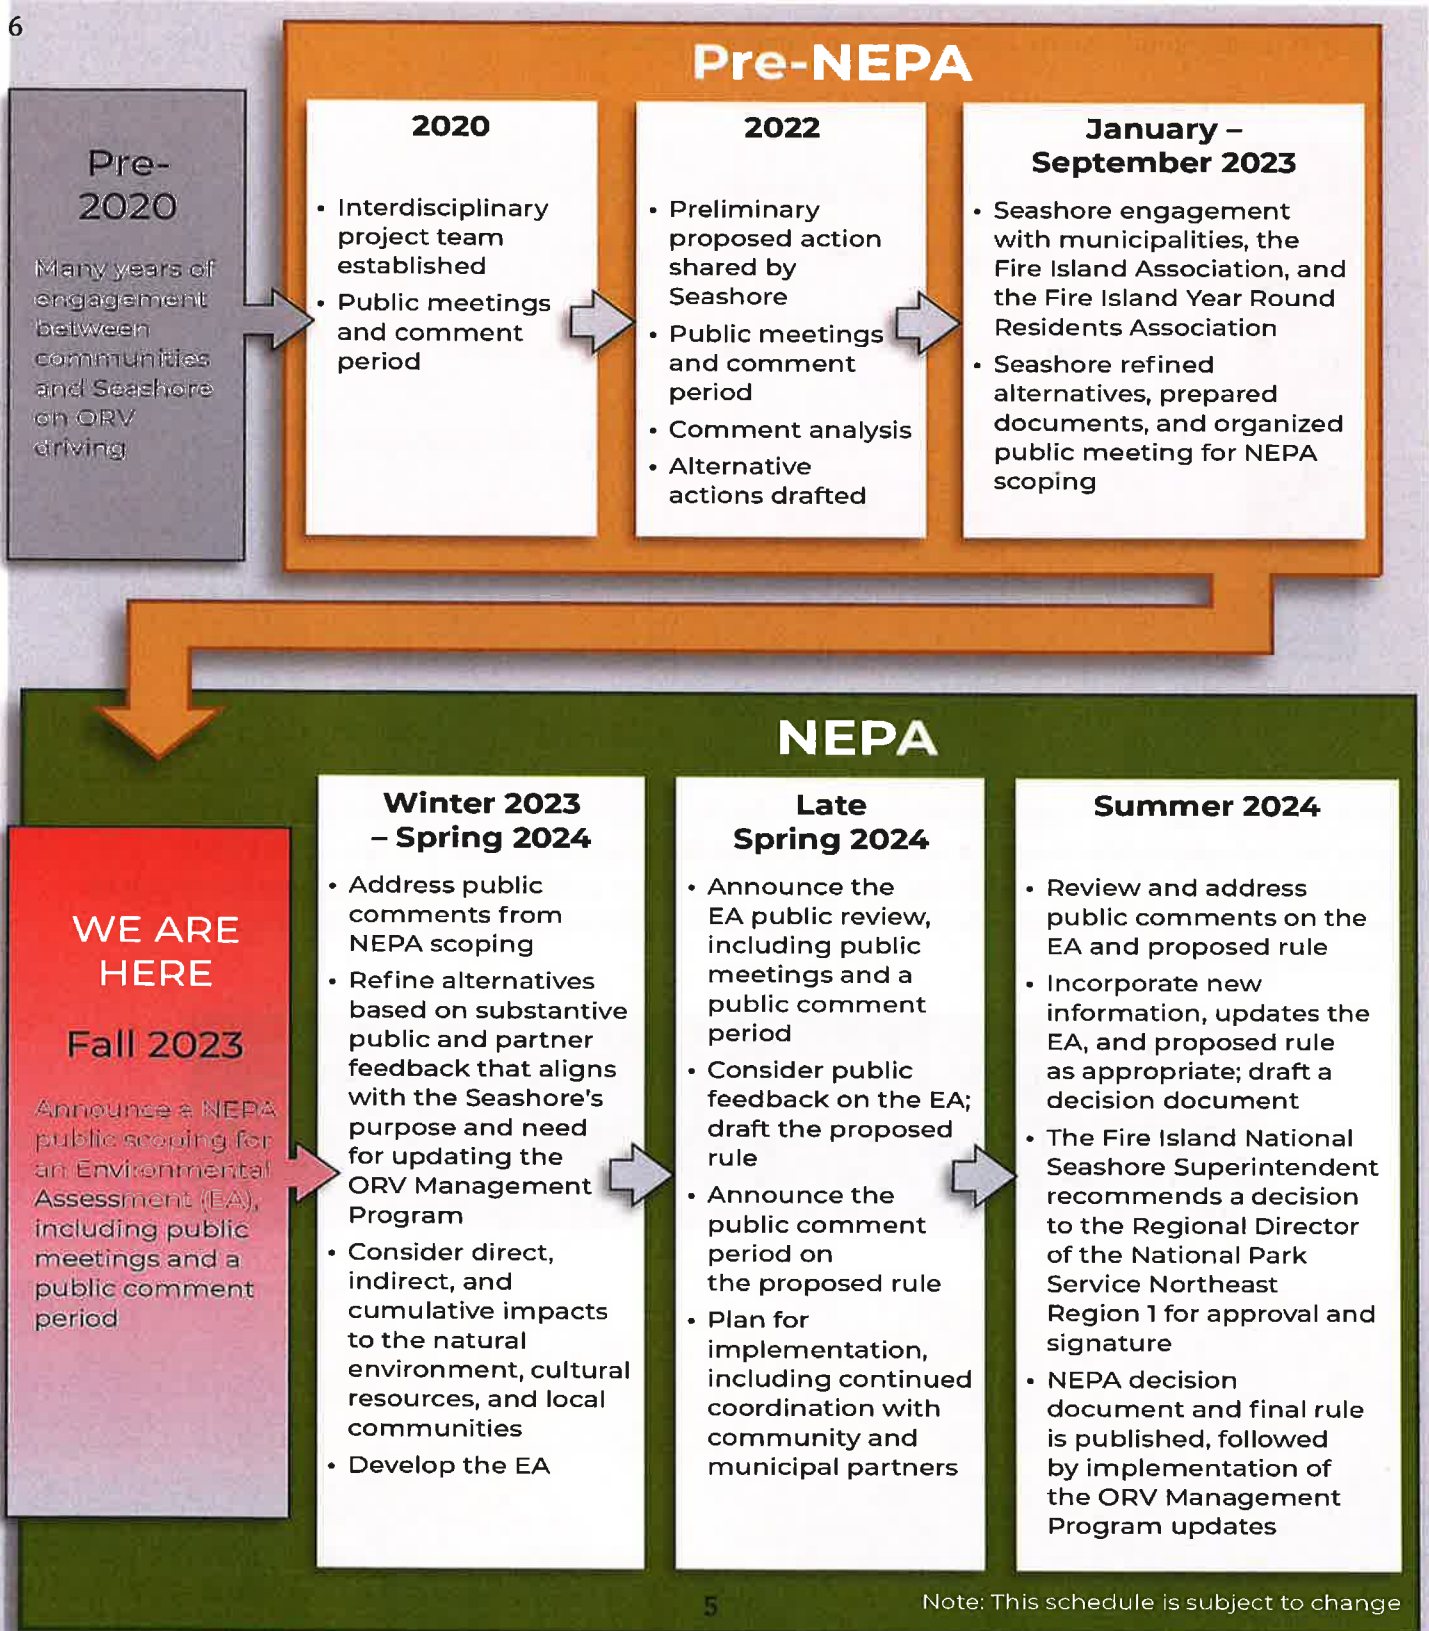 6
Pre-NEPA
Pre-
2020
Many years of
engagement
between
communities
and Seashore
on ORV
driving
2020
• Interdisciplinary
project team
established
• Public meetings
and comment
period
2022
• Preliminary
proposed action
shared by
Seashore
• Public meetings
and comment
period
• Comment analysis
• Alternative
actions drafted
January –
September 2023
• Seashore engagement
with municipalities, the
Fire Island Association, and
the Fire Island Year Round
Residents Association
• Seashore refined
alternatives, prepared
documents, and organized
public meeting for NEPA
scoping
NEPA
WE ARE
HERE
Fall 2023
Announce a NEPA
public scoping for
an Environmental
Assessment (EA),
including public
meetings and a
public comment
period
Winter 2023
– Spring 2024
• Address public
comments from
NEPA scoping
• Refine alternatives
based on substantive
public and partner
feedback that aligns
with the Seashore's
purpose and need
for updating the
ORV Management
Program
• Consider direct,
indirect, and
cumulative impacts
to the natural
environment, cultural
resources, and local
communities
• Develop the EA
Late
Spring 2024
• Announce the
EA public review,
including public
meetings and a
public comment
period
• Consider public
feedback on the EA;
draft the proposed
rule
• Announce the
public comment
period on
the proposed rule
• Plan for
implementation,
including continued
coordination with
community and
municipal partners
Summer 2024
• Review and address
public comments on the
EA and proposed rule
• Incorporate new
information, updates the
EA, and proposed rule
as appropriate; draft a
decision document
• The Fire Island National
Seashore Superintendent
recommends a decision
to the Regional Director
of the National Park
Service Northeast
Region 1 for approval and
signature
• NEPA decision
document and final rule
is published, followed
by implementation of
the ORV Management
Program updates
5
Note: This schedule is subject to change